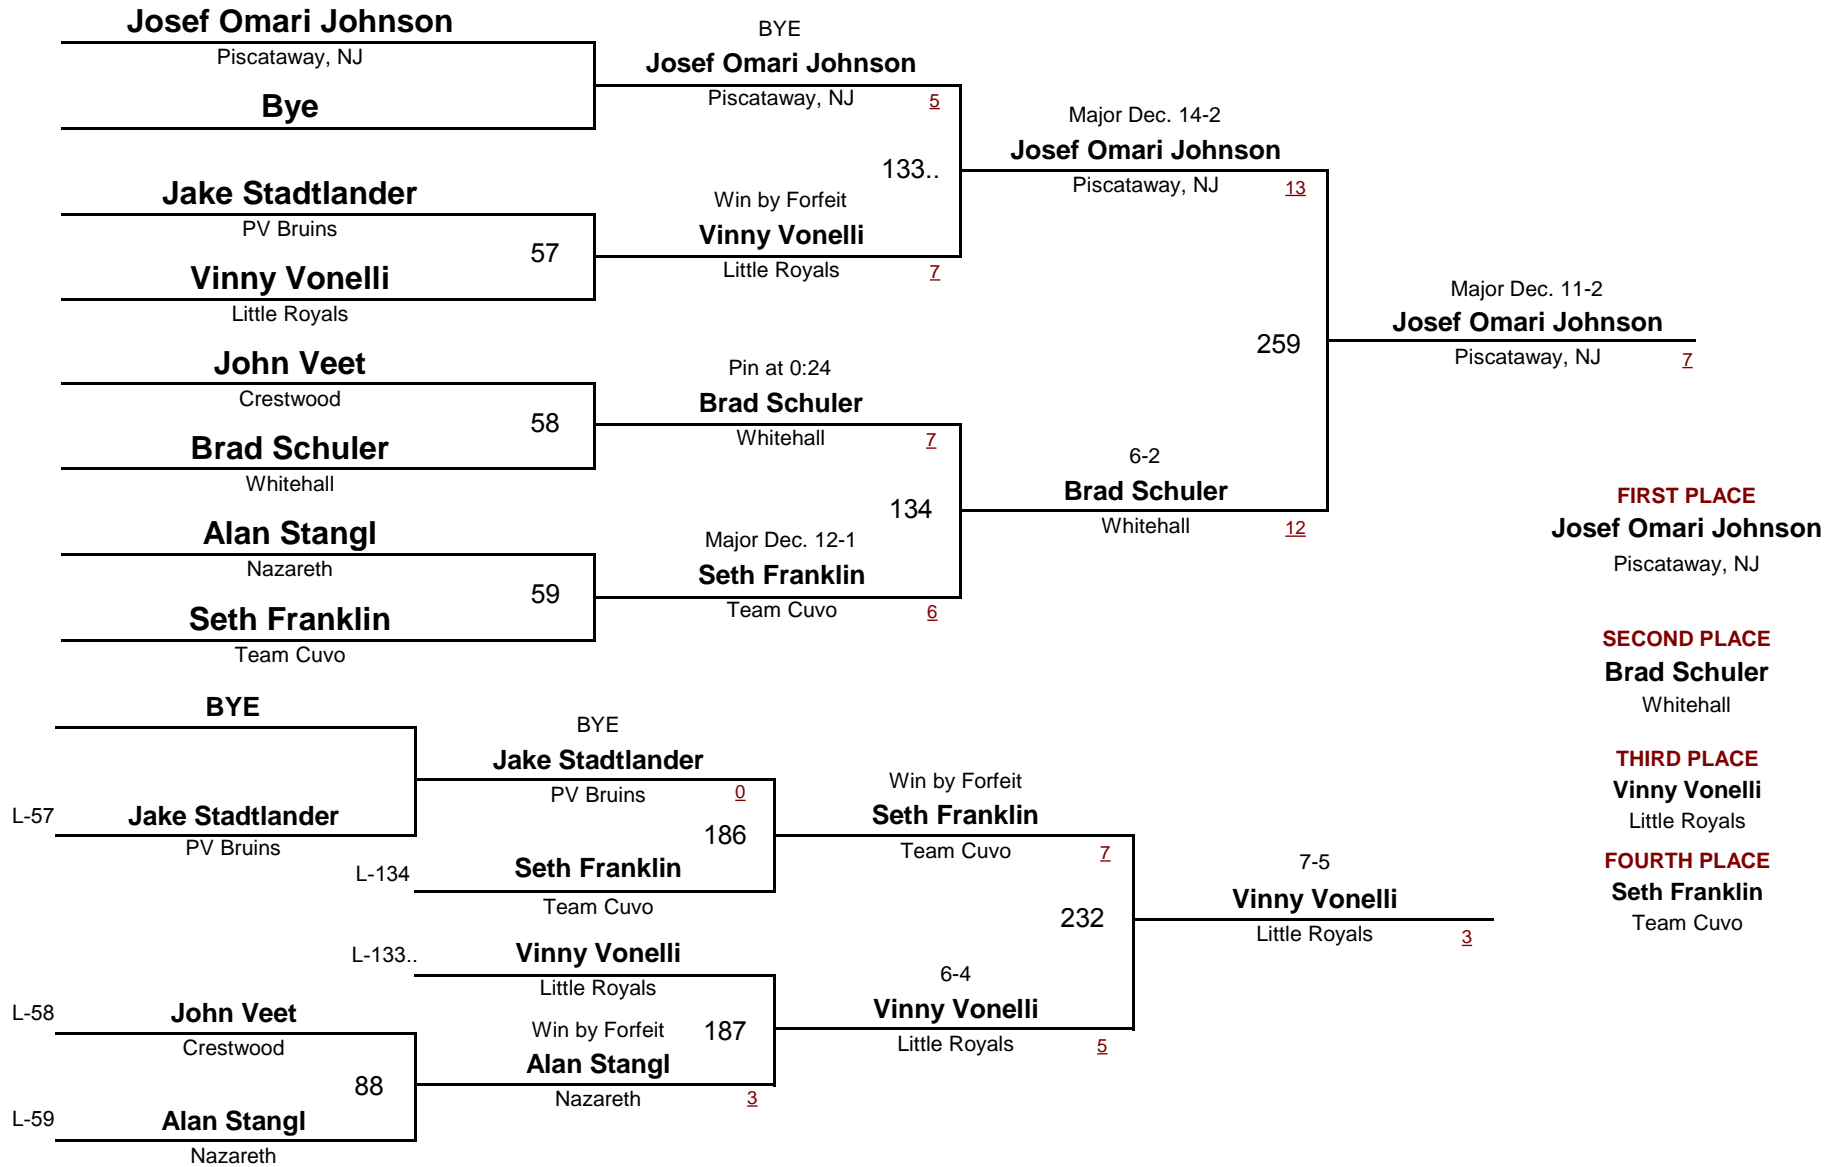 Josef Omari Johnson
Piscataway, NJ
Bye
Jake Stadtlander
PV Bruins
57
Vinny Vonelli
Little Royals
John Veet
Crestwood
58
Brad Schuler
Whitehall
Alan Stangl
Nazareth
59
Seth Franklin
Team Cuvo
BYE
Josef Omari Johnson
Piscataway, NJ
5
133..
Win by Forfeit
Vinny Vonelli
Little Royals
7
Pin at 0:24
Brad Schuler
Whitehall
7
134
Major Dec. 12-1
Seth Franklin
Team Cuvo
6
Major Dec. 14-2
Josef Omari Johnson
Piscataway, NJ
13
259
6-2
Brad Schuler
Whitehall
12
Major Dec. 11-2
Josef Omari Johnson
Piscataway, NJ
7
FIRST PLACE
Josef Omari Johnson
Piscataway, NJ
SECOND PLACE
Brad Schuler
Whitehall
THIRD PLACE
Vinny Vonelli
Little Royals
FOURTH PLACE
Seth Franklin
Team Cuvo
BYE
L-57
Jake Stadtlander
PV Bruins
L-58
John Veet
Crestwood
88
L-59
Alan Stangl
Nazareth
BYE
Jake Stadtlander
PV Bruins
0
186
L-134
Seth Franklin
Team Cuvo
L-133..
Vinny Vonelli
Little Royals
187
Win by Forfeit
Alan Stangl
Nazareth
3
Win by Forfeit
Seth Franklin
Team Cuvo
7
232
6-4
Vinny Vonelli
Little Royals
5
7-5
Vinny Vonelli
Little Royals
3